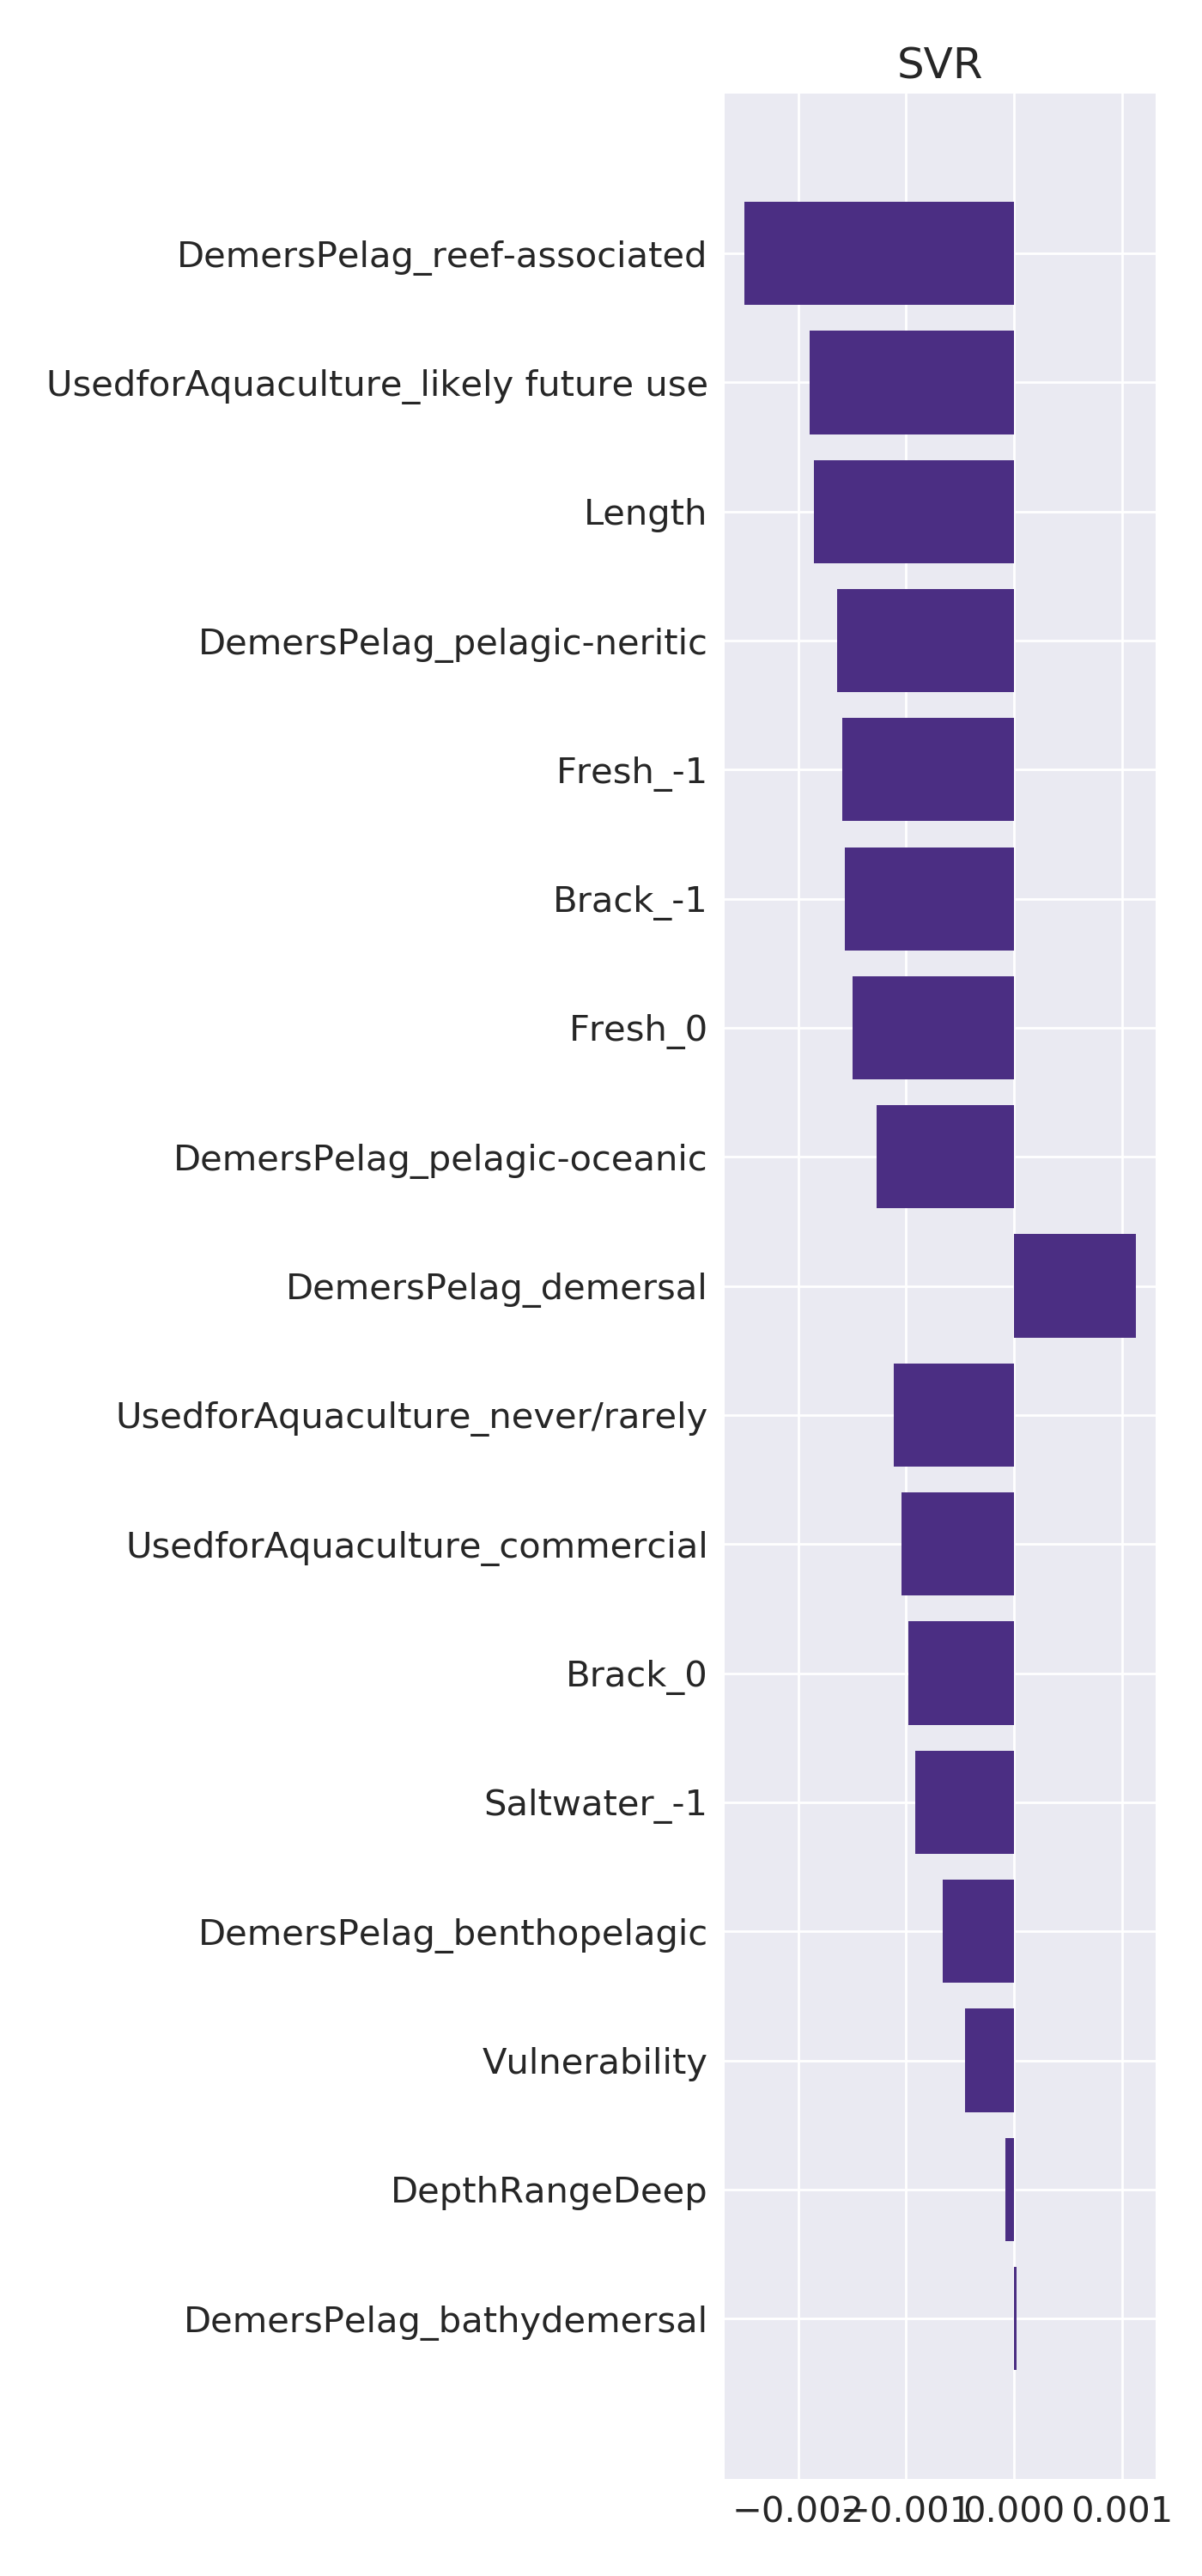 SVR
DemersPelag_reef-associated
UsedforAquaculture_likely future use
Length
DemersPelag_pelagic-neritic
Fresh_-1
Brack_-1
Fresh_0
DemersPelag_pelagic-oceanic
DemersPelag_demersal
UsedforAquaculture_never/rarely
UsedforAquaculture_commercial
Brack_0
Saltwater_-1
DemersPelag_benthopelagic
Vulnerability
DepthRangeDeep
DemersPelag_bathydemersal
−0.002 −0.001 0.000 0.001